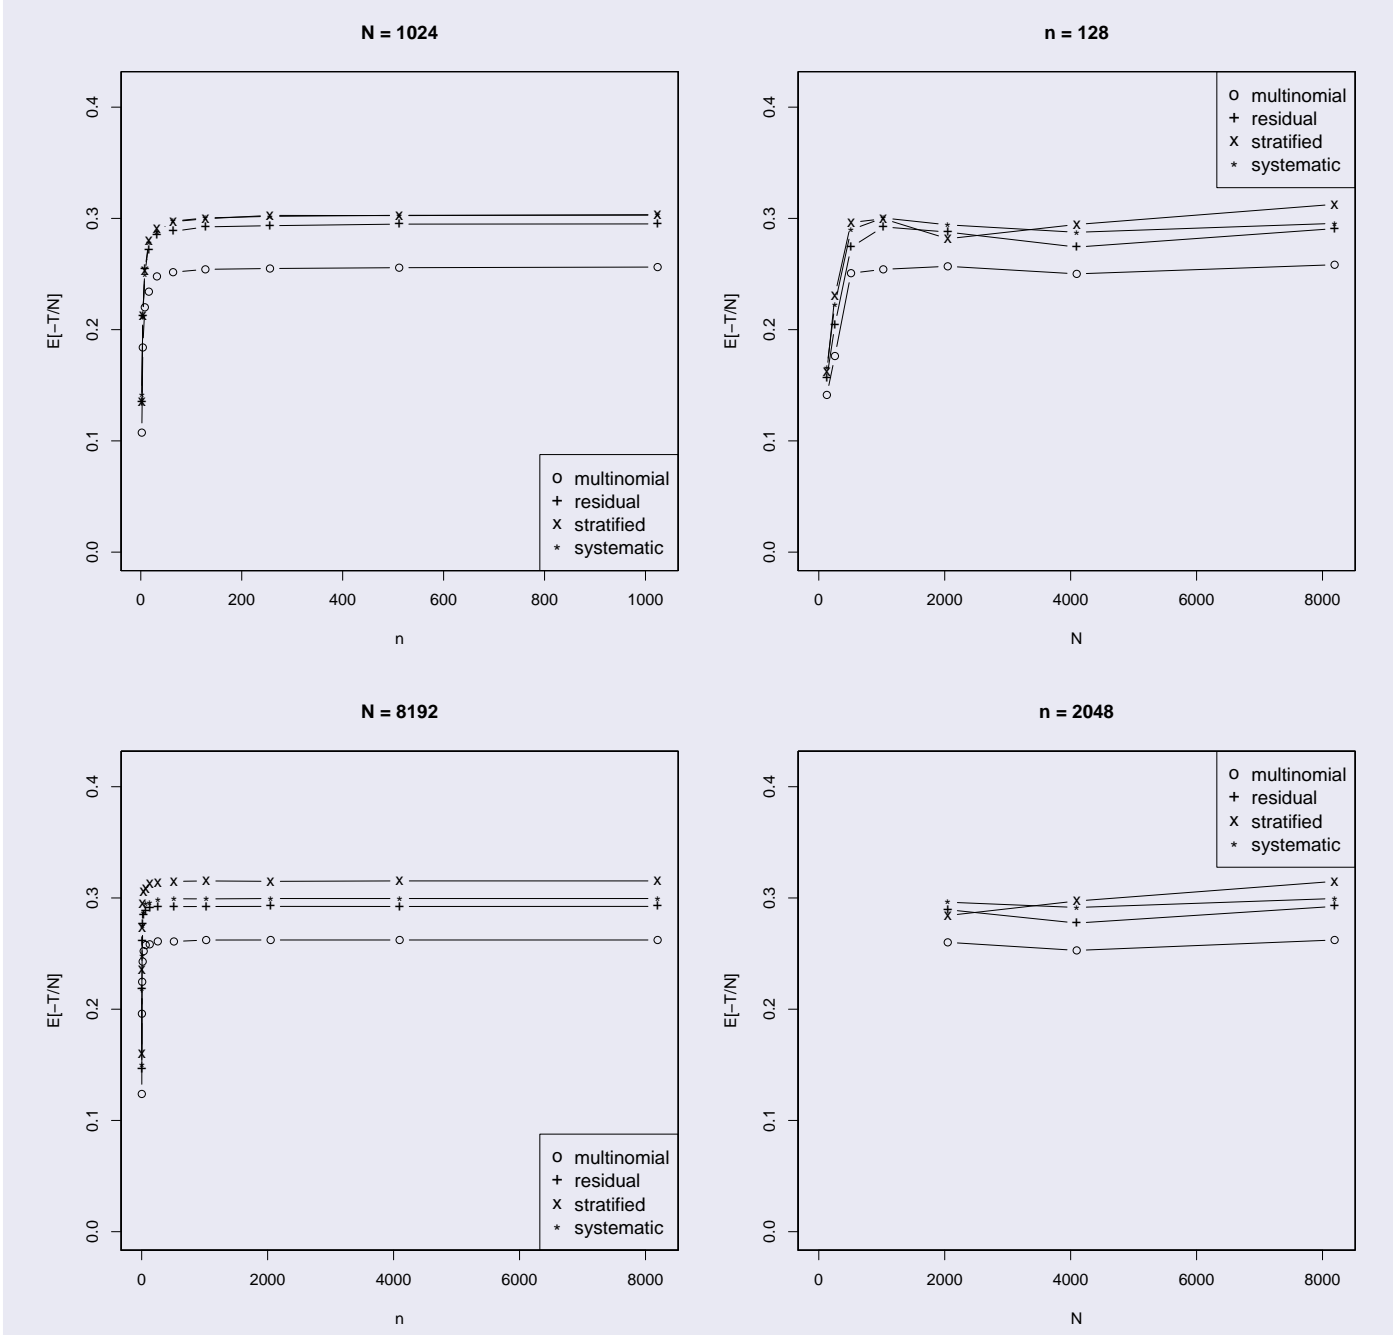 N = 1024
E[−T/N]
0.0
0.1
0.2
0.3
0.4
o multinomial
+ residual
x stratified
* systematic
0 200 400 600 800 1000
n
n = 128
E[−T/N]
0.0
0.1
0.2
0.3
0.4
o multinomial
+ residual
x stratified
* systematic
0 2000 4000 6000 8000
N
N = 8192
E[−T/N]
0.0
0.1
0.2
0.3
0.4
o multinomial
+ residual
x stratified
* systematic
0 2000 4000 6000 8000
n
n = 2048
E[−T/N]
0.0
0.1
0.2
0.3
0.4
o multinomial
+ residual
x stratified
* systematic
0 2000 4000 6000 8000
N